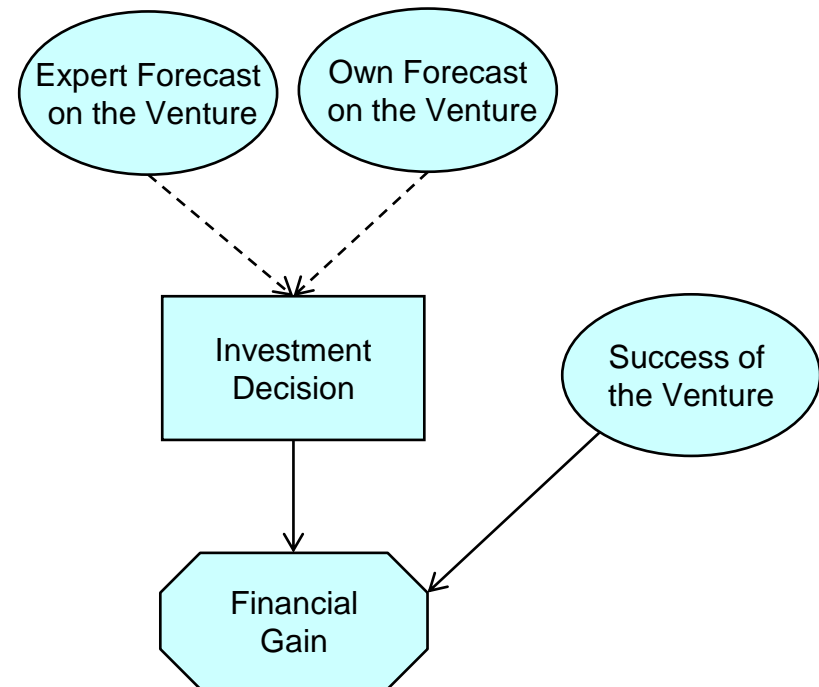 Expert Forecast
on the Venture
Own Forecast
on the Venture
Investment
Decision
Success of
the Venture
Financial
Gain